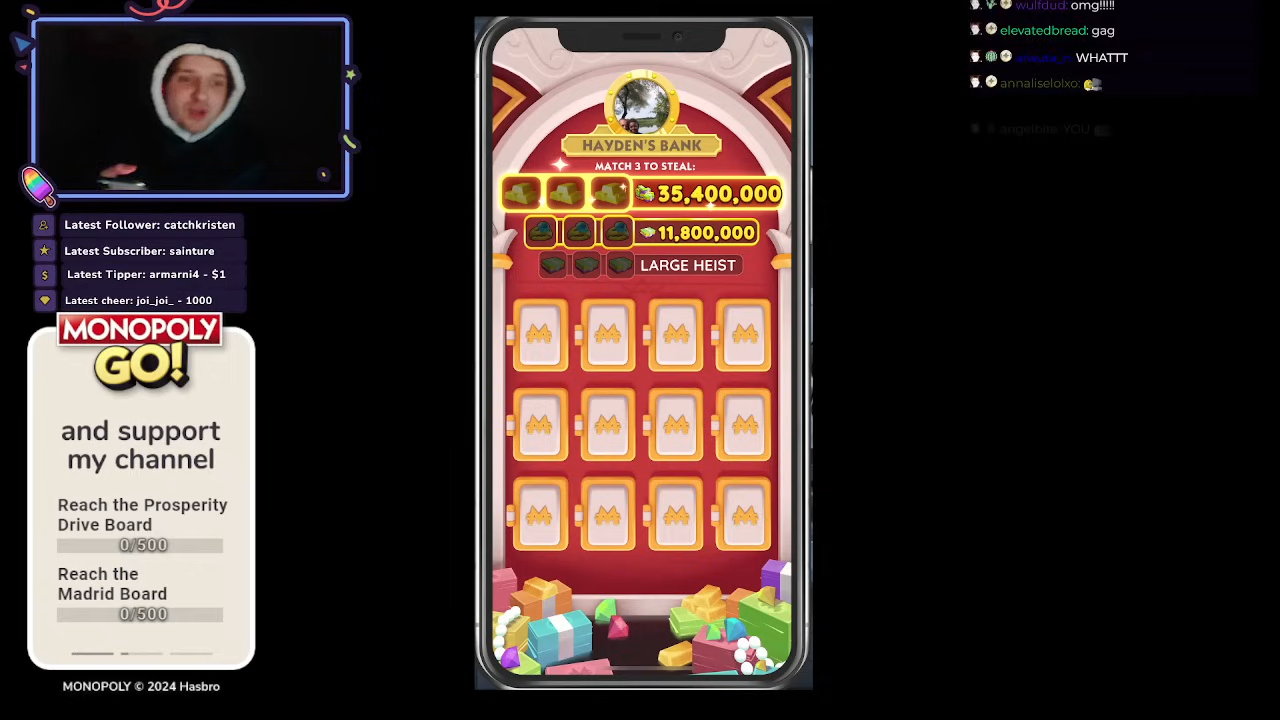 Latest Follower: catchkristen
Latest Subscriber: sainture
Latest Tipper: armarni4 - $1
Latest cheer: joi_joi_ - 1000
MONOPOLY
GO!
and support
my channel
Reach the Prosperity
Drive Board
0/500
Reach the
Madrid Board
0/500
MONOPOLY © 2024 Hasbro
HAYDEN'S BANK
MATCH 3 TO STEAL:
35,400,000
11,800,000
LARGE HEIST
wulfdud: omg!!!!!
elevatedbread: gag
WHATTT
annaliselolxo:
angelbite: YOU